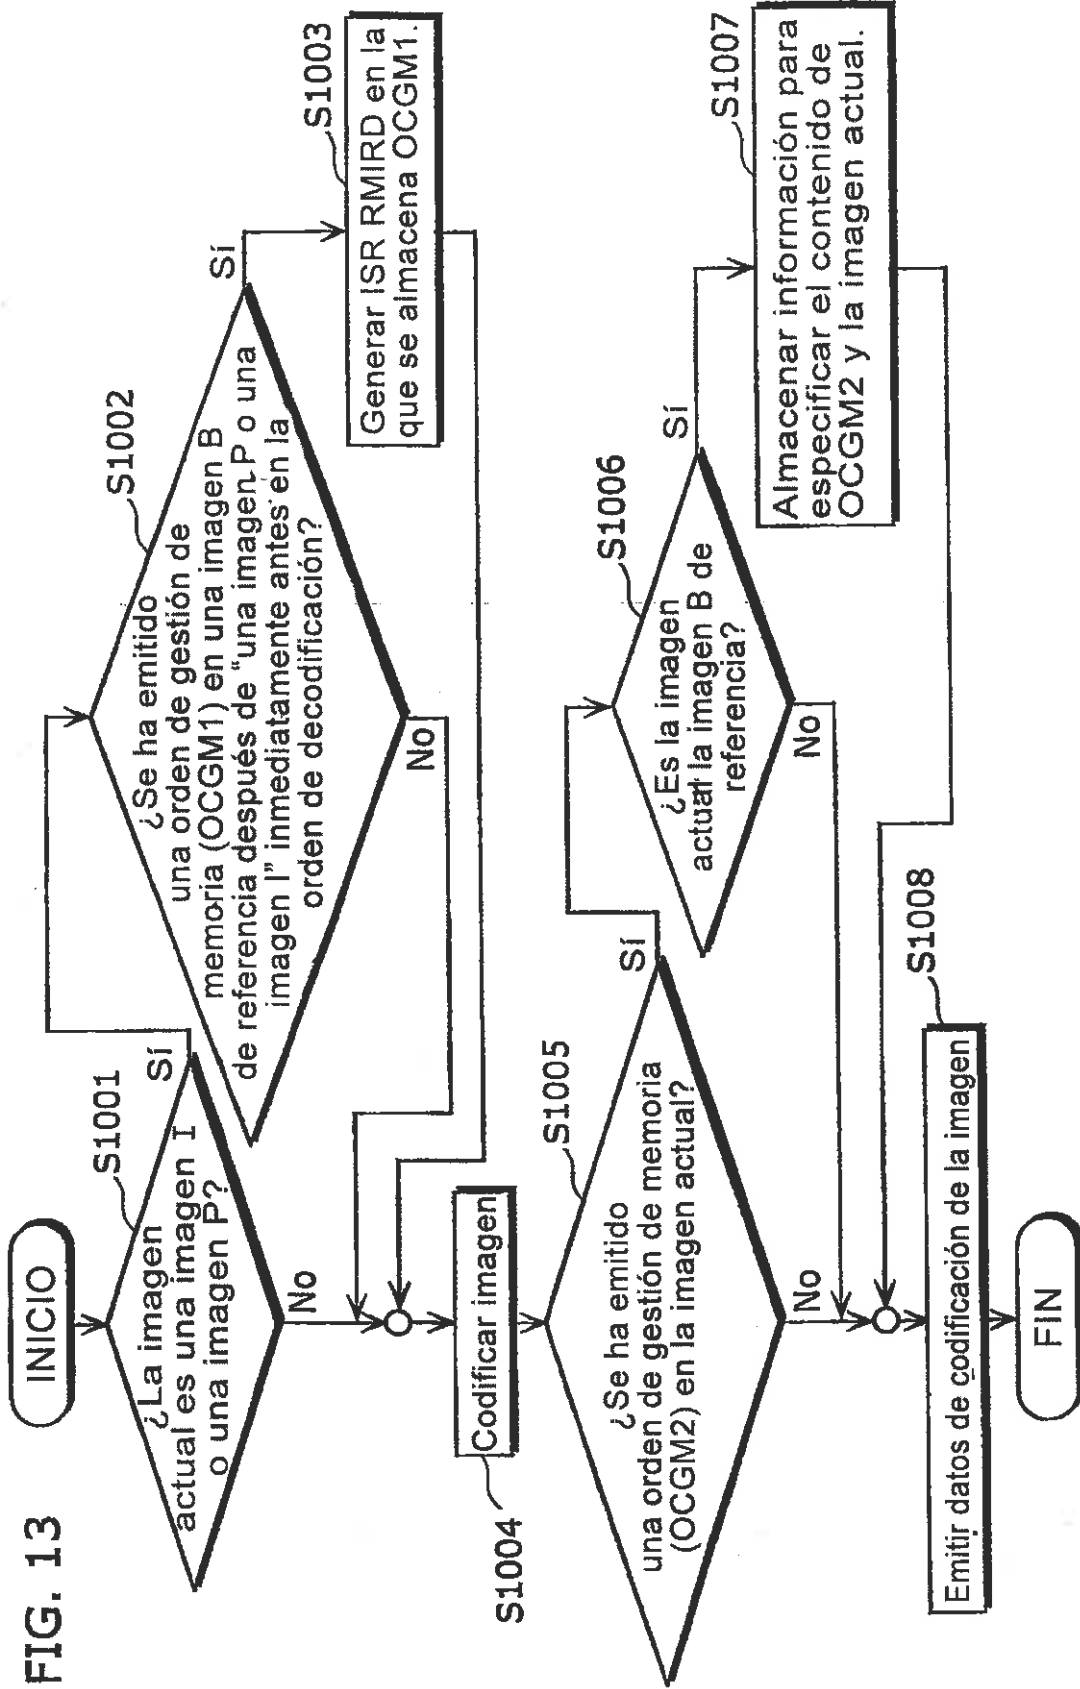 FIG. 13
INICIO
S1001
¿La imagen
actual es una imagen I
o una imagen P?
Sí
No
S1002
¿Se ha emitido
una orden de gestión de
memoria (OCGM1) en una imagen B
de referencia después de “una imagen P o una
imagen I” inmediatamente antes en la
orden de decodificación?
Sí
No
S1003
Generar ISR RMIRD en la
que se almacena OCGM1.
S1004
Codificar imagen
S1005
¿Se ha emitido
una orden de gestión de memoria
(OCGM2) en la imagen actual?
Sí
No
S1006
¿Es la imagen
actual la imagen B de
referencia?
Sí
No
S1007
Almacenar información para
especificar el contenido de
OCGM2 y la imagen actual.
S1008
Emitir datos de codificación de la imagen
FIN